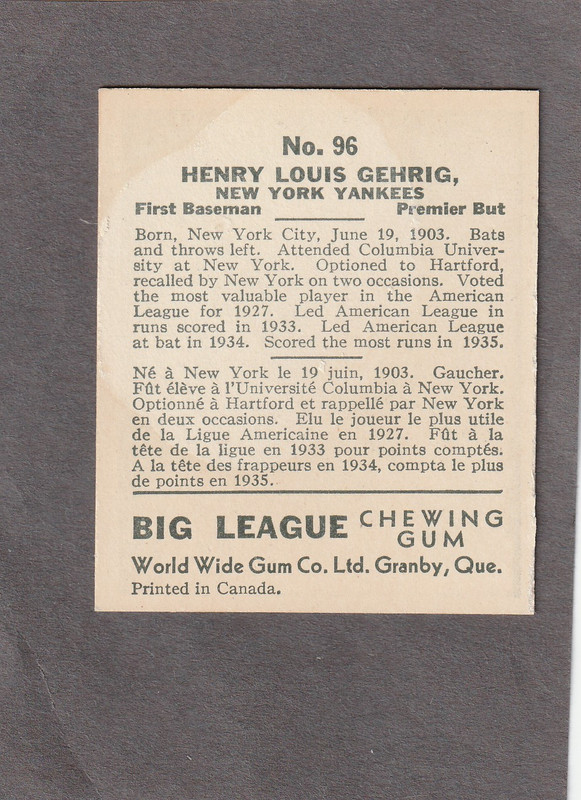 No. 96
HENRY LOUIS GEHRIG,
NEW YORK YANKEES
First Baseman Premier But
Born, New York City, June 19, 1903. Bats
and throws left. Attended Columbia Univer-
sity at New York. Optioned to Hartford,
recalled by New York on two occasions. Voted
the most valuable player in the American
League for 1927. Led American League in
runs scored in 1933. Led American League
at bat in 1934. Scored the most runs in 1935.
Né à New York le 19 juin, 1903. Gaucher.
Fût élève à l'Université Columbia à New York.
Optionné à Hartford et rappellé par New York
en deux occasions. Elu le joueur le plus utile
de la Ligue Americaine en 1927. Fût à la
tête de la ligue en 1933 pour points comptés.
A la tête des frappeurs en 1934, compta le plus
de points en 1935.
BIG LEAGUE CHEWING
GUM
World Wide Gum Co. Ltd. Granby, Que.
Printed in Canada.